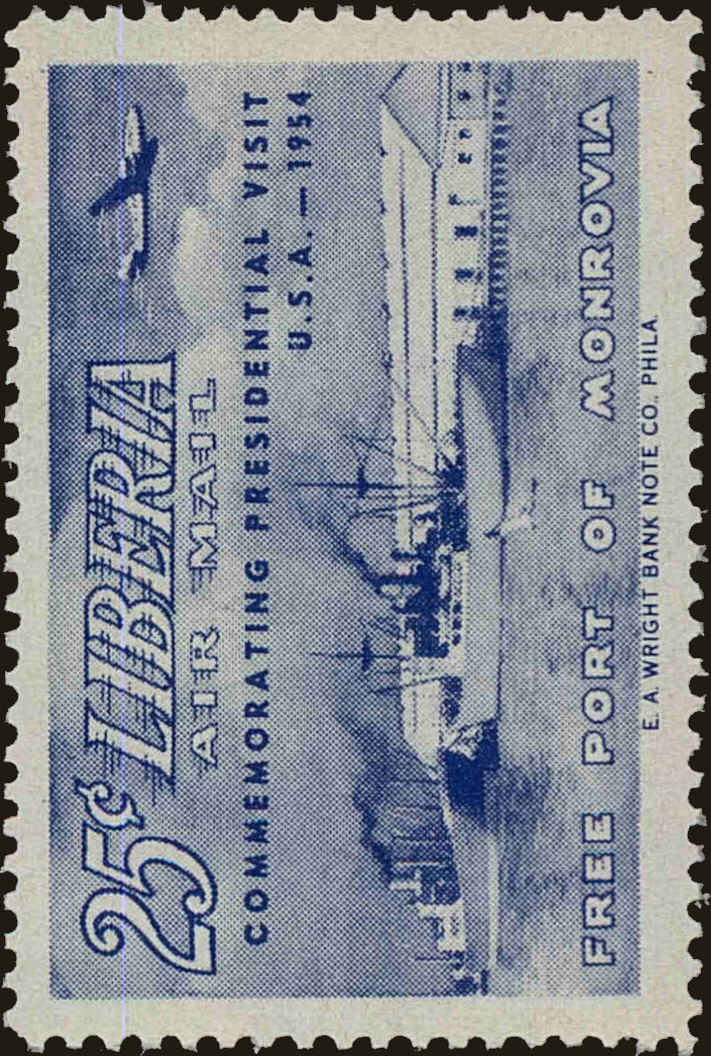 25¢ LIBERIA
AIR MAIL
COMMEMORATING PRESIDENTIAL VISIT
U.S.A. — 1954
FREE PORT OF MONROVIA
E. A. WRIGHT BANK NOTE CO., PHILA.